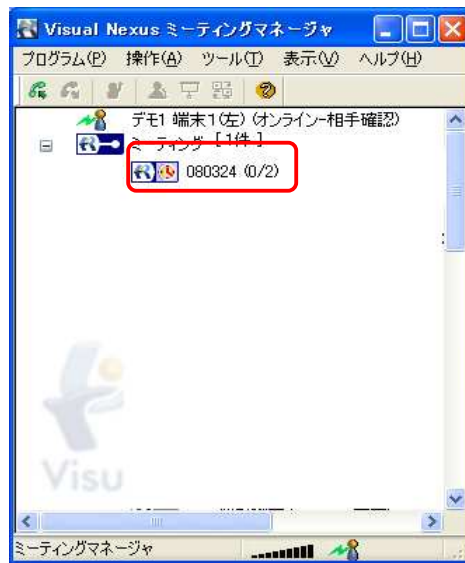 Visual Nexus ミーティングマネージャ
プログラム(P) 操作(A) ツール(T) 表示(V) ヘルプ(H)
デモ1 端末1(左) (オンライン-相手確認)
ミーティング [ 1件 ]
080324 (0/2)
Visu
ミーティングマネージャ